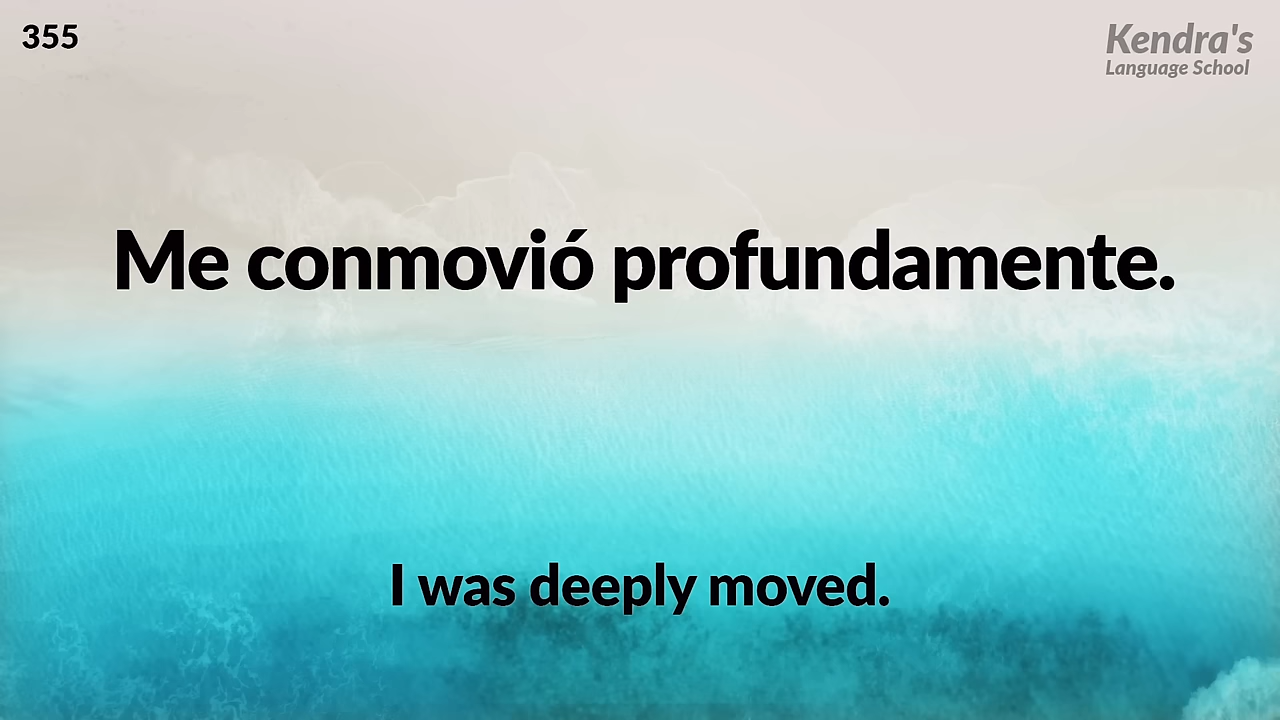 355
Kendra's
Language School
Me conmovió profundamente.
I was deeply moved.